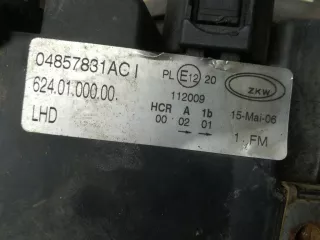 04857831AC I
624.01.000.00.
LHD
PL E12 20
112009
HCR A 1b
00 02 01
→ →
ZKW
15-Mai-06
1 FM